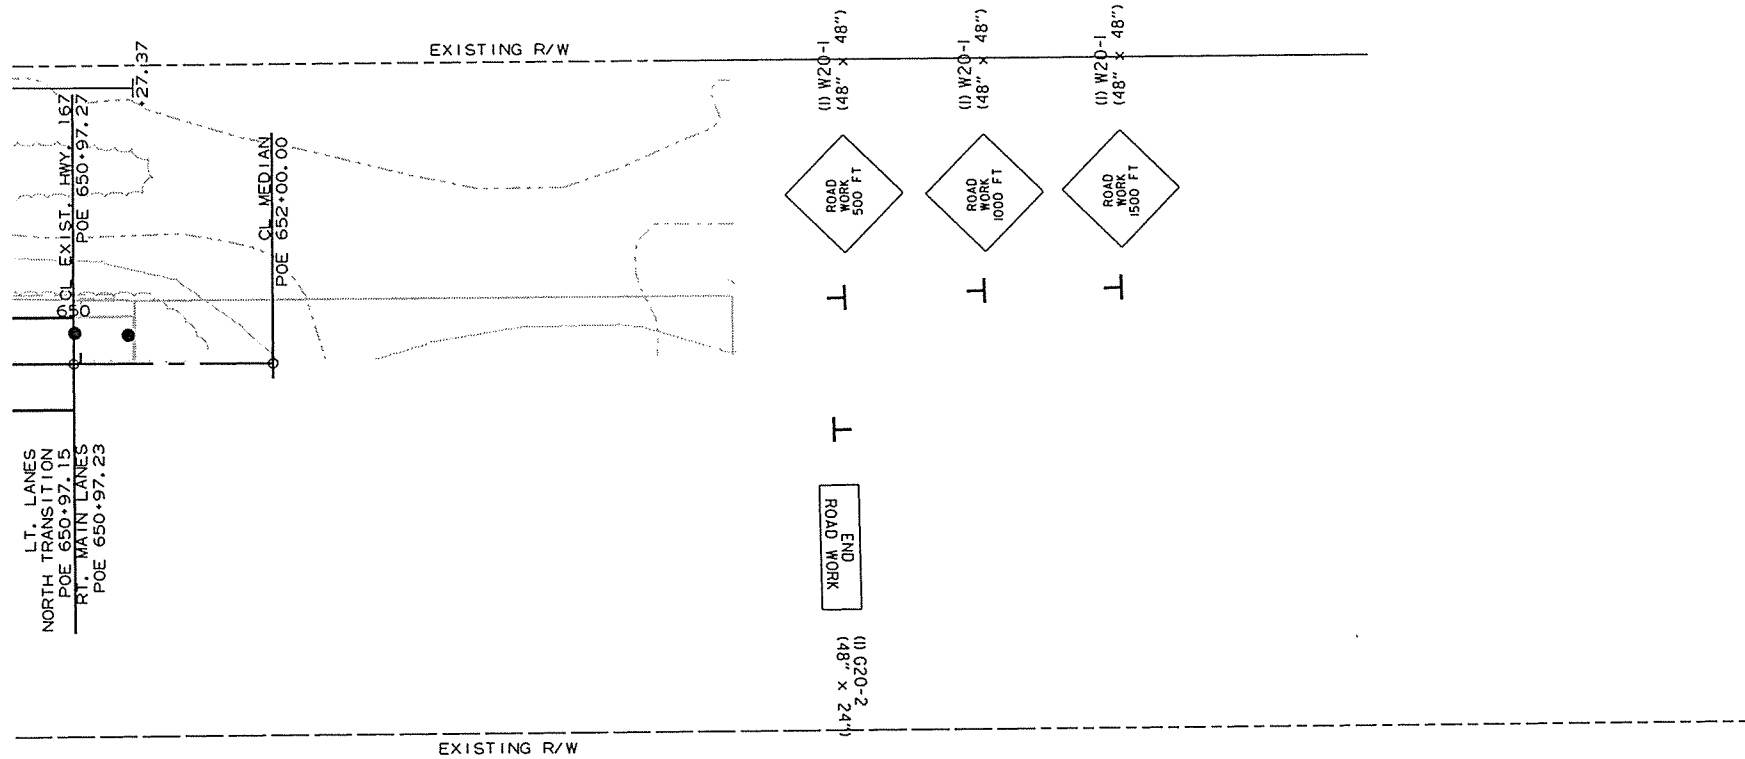 EXISTING R/W
+27.37
CL EXIST. HWY. 167
POE 650+97.27
CL MEDIAN
POE 652+00.00
650
(1) W20-1
(48" x 48")
(1) W20-1
(48" x 48")
(1) W20-1
(48" x 48")
ROAD
WORK
500 FT
ROAD
WORK
1000 FT
ROAD
WORK
1500 FT
LT. LANES
NORTH TRANSITION
POE 650+97.15
RT. MAIN LANES
POE 650+97.23
END
ROAD WORK
(1) G20-2
(48" x 24")
EXISTING R/W